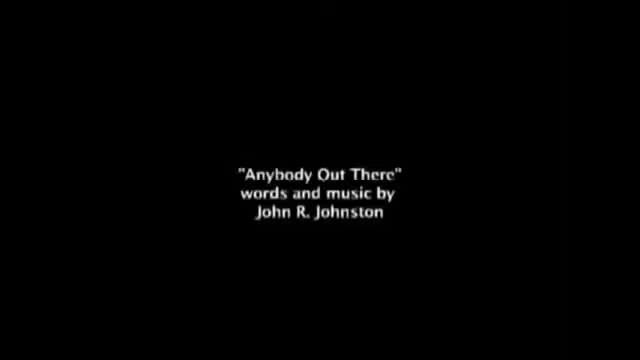 "Anybody Out There"
words and music by
John R. Johnston